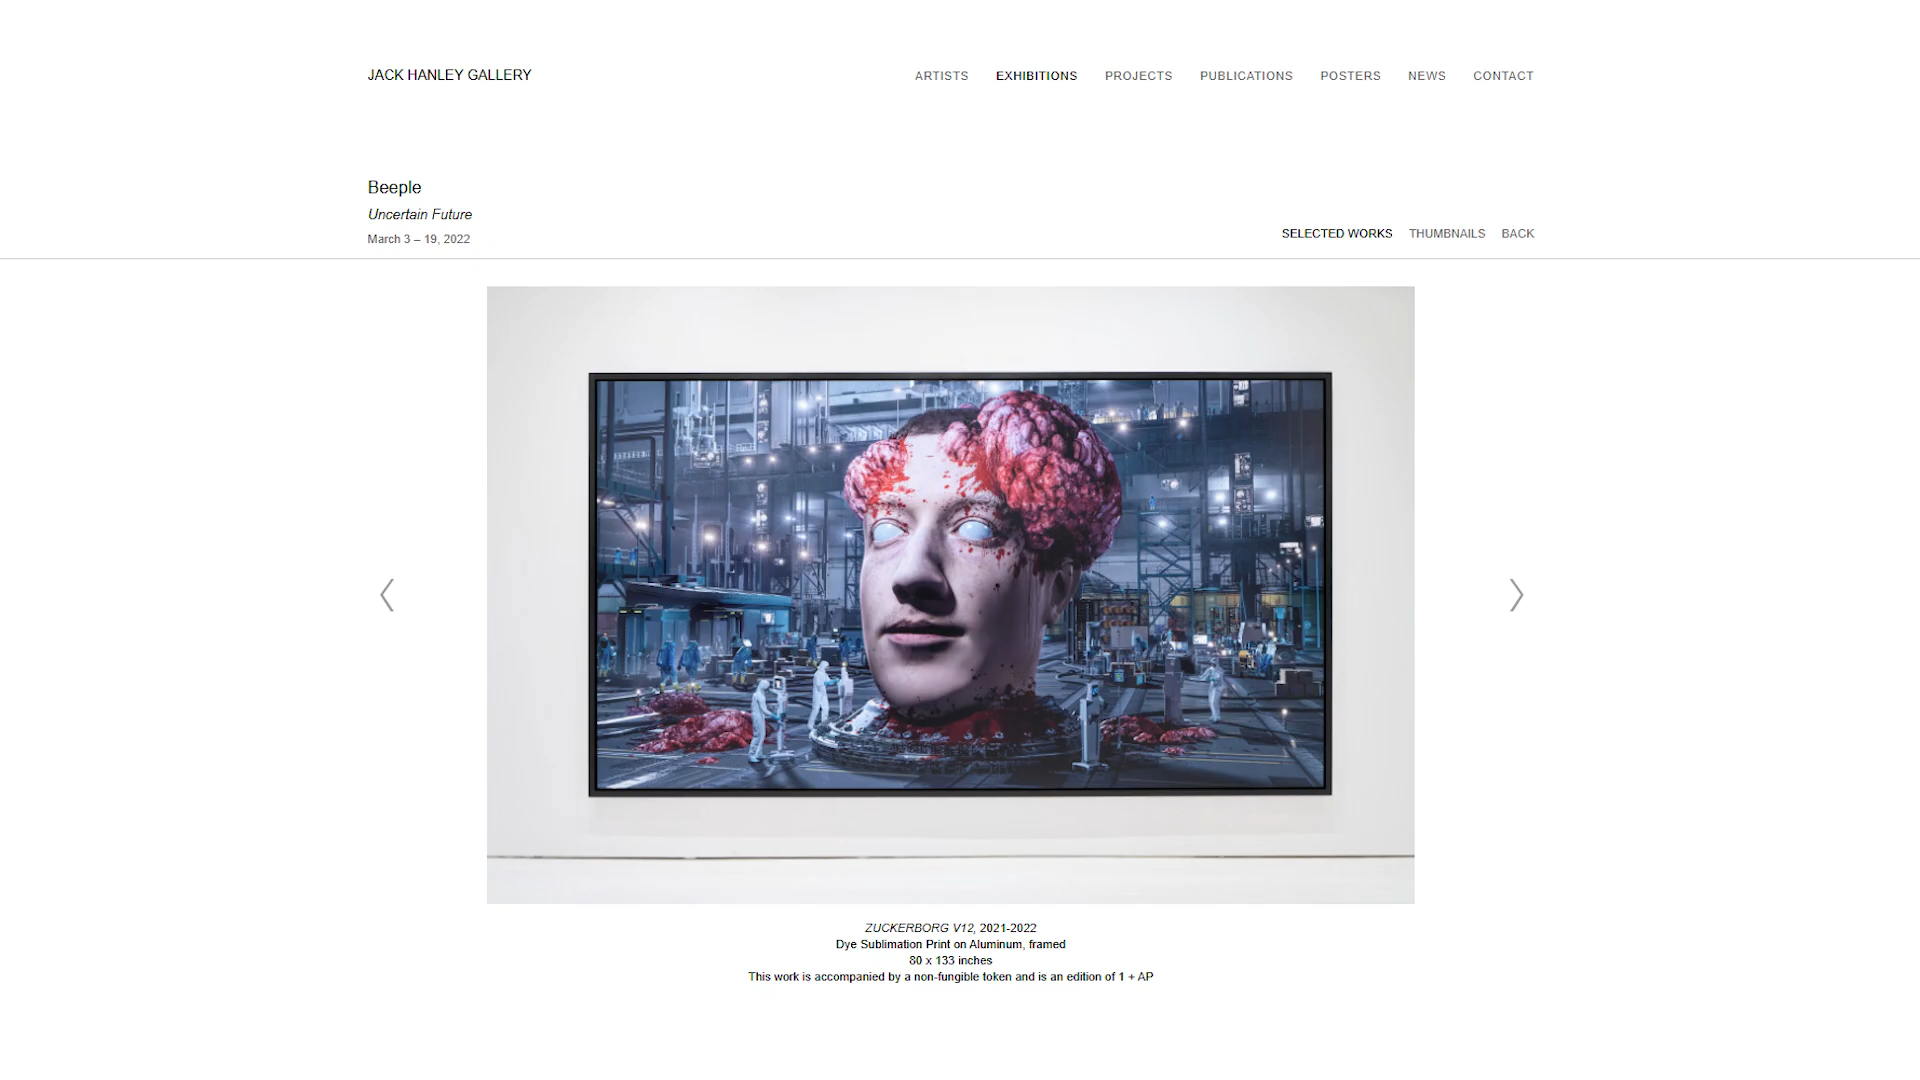 JACK HANLEY GALLERY
ARTISTS EXHIBITIONS PROJECTS PUBLICATIONS POSTERS NEWS CONTACT
Beeple
Uncertain Future
March 3 – 19, 2022
SELECTED WORKS THUMBNAILS BACK
ZUCKERBORG V12, 2021-2022
Dye Sublimation Print on Aluminum, framed
80 x 133 inches
This work is accompanied by a non-fungible token and is an edition of 1 + AP